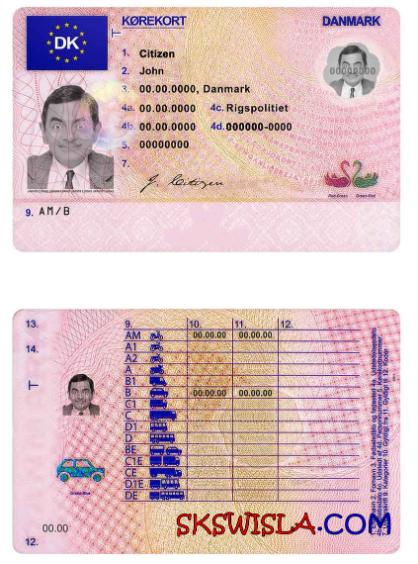 KØREKORT DANMARK
DK
1. Citizen
2. John
3. 00.00.0000, Danmark
4a. 00.00.0000 4c. Rigspolitiet
4b. 00.00.0000 4d. 000000-0000
5. 00000000
7.
J. Citizen
9. AM/B
13. 9. 10. 11. 12.
AM 00.00.00 00.00.00
14. A1
A2
A
B1
B 00.00.00 00.00.00
C1
C
D1
D
BE
C1E
CE
D1E
DE
00.00
12.
SKSWISLA.COM